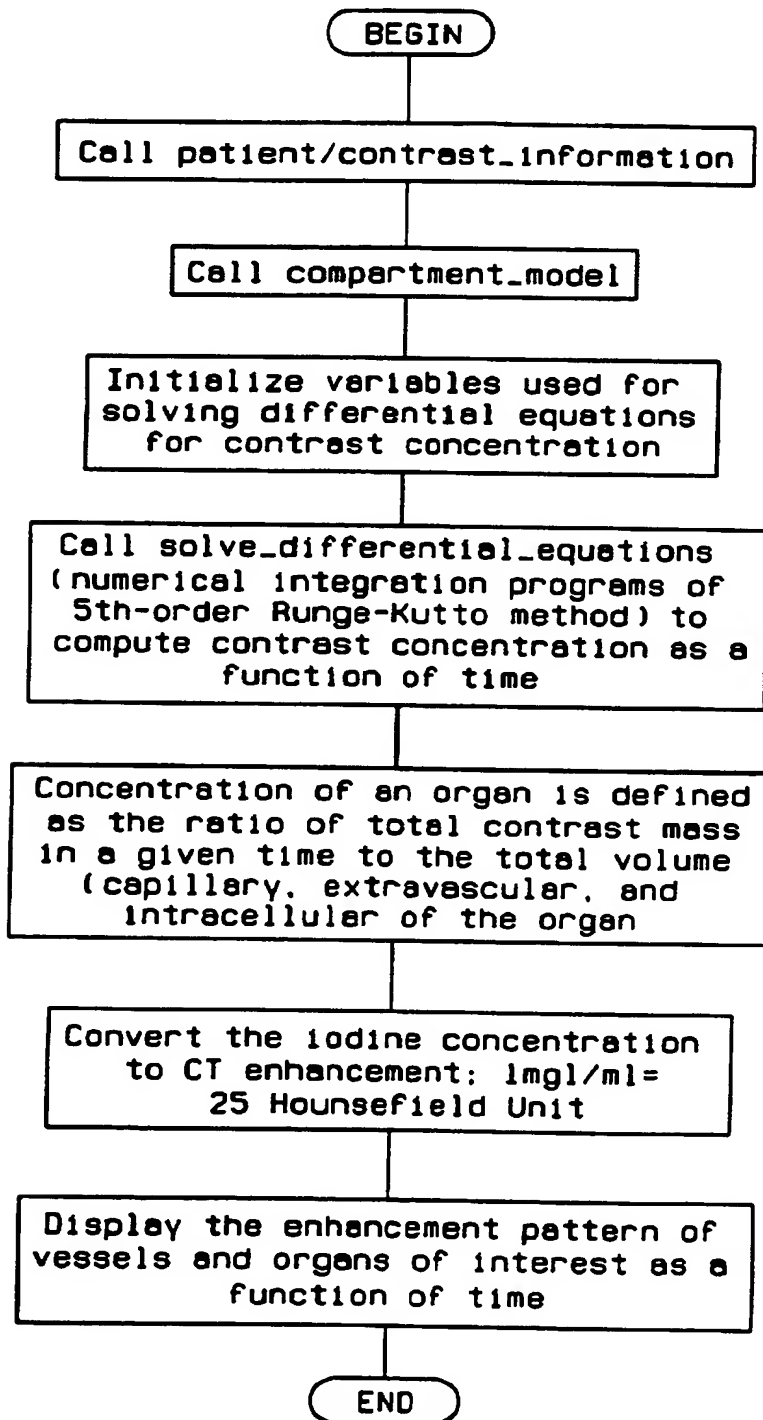 BEGIN
Call patient/contrast_information
Call compartment_model
Initialize variables used for
solving differential equations
for contrast concentration
Call solve_differential_equations
(numerical integration programs of
5th-order Runge-Kutto method) to
compute contrast concentration as a
function of time
Concentration of an organ is defined
as the ratio of total contrast mass
in a given time to the total volume
(capillary, extravascular, and
intracellular of the organ
Convert the iodine concentration
to CT enhancement: 1mgl/ml=
25 Hounsefield Unit
Display the enhancement pattern of
vessels and organs of interest as a
function of time
END